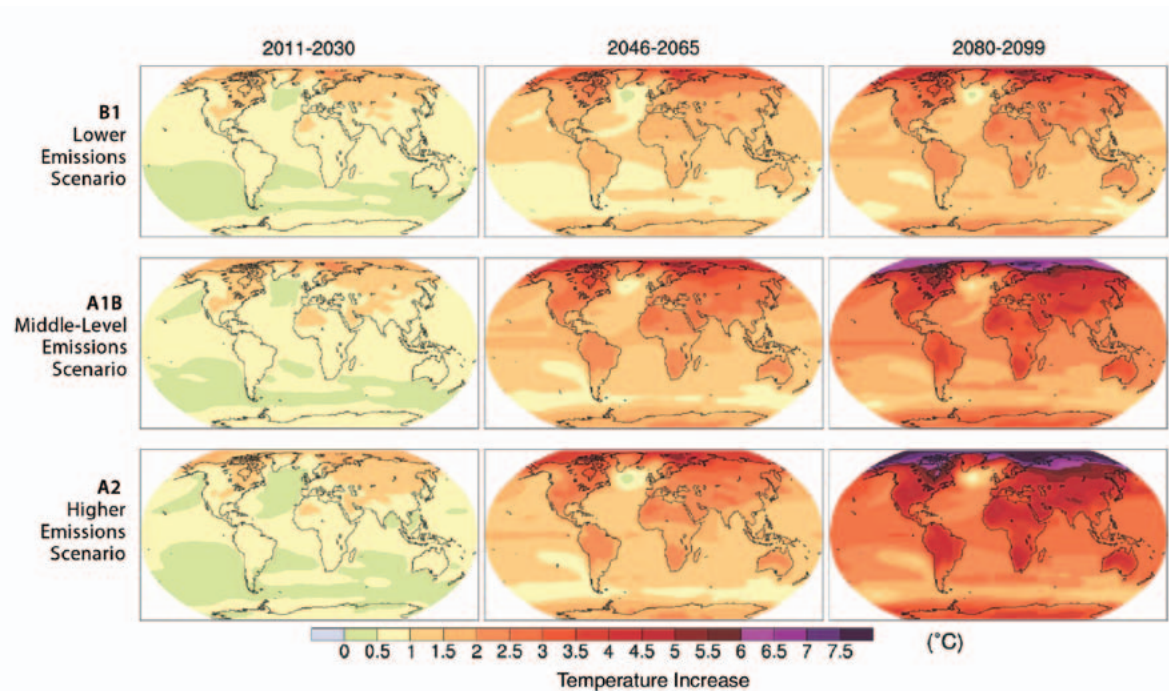 2011-2030
2046-2065
2080-2099
B1
Lower
Emissions
Scenario
A1B
Middle-Level
Emissions
Scenario
A2
Higher
Emissions
Scenario
0 0.5 1 1.5 2 2.5 3 3.5 4 4.5 5 5.5 6 6.5 7 7.5 (°C)
Temperature Increase